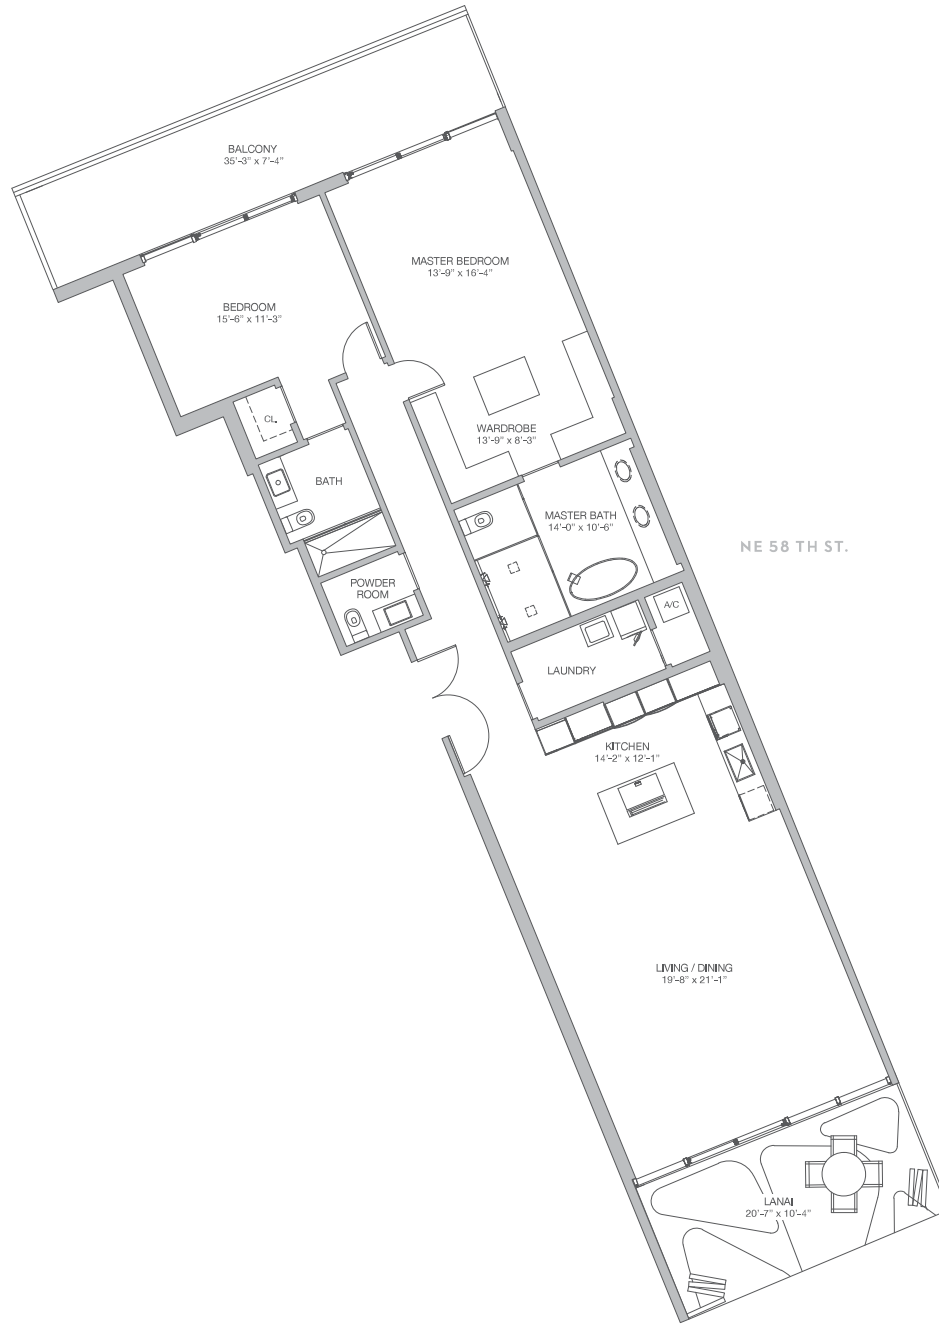 BALCONY
35'-3" x 7'-4"
MASTER BEDROOM
13'-9" x 16'-4"
BEDROOM
15'-6" x 11'-3"
CL.
WARDROBE
13'-9" x 8'-3"
BATH
MASTER BATH
14'-0" x 10'-6"
NE 58 TH ST.
POWDER
ROOM
A/C
LAUNDRY
KITCHEN
14'-2" x 12'-1"
LIVING / DINING
19'-8" x 21'-1"
LANAI
20'-7" x 10'-4"